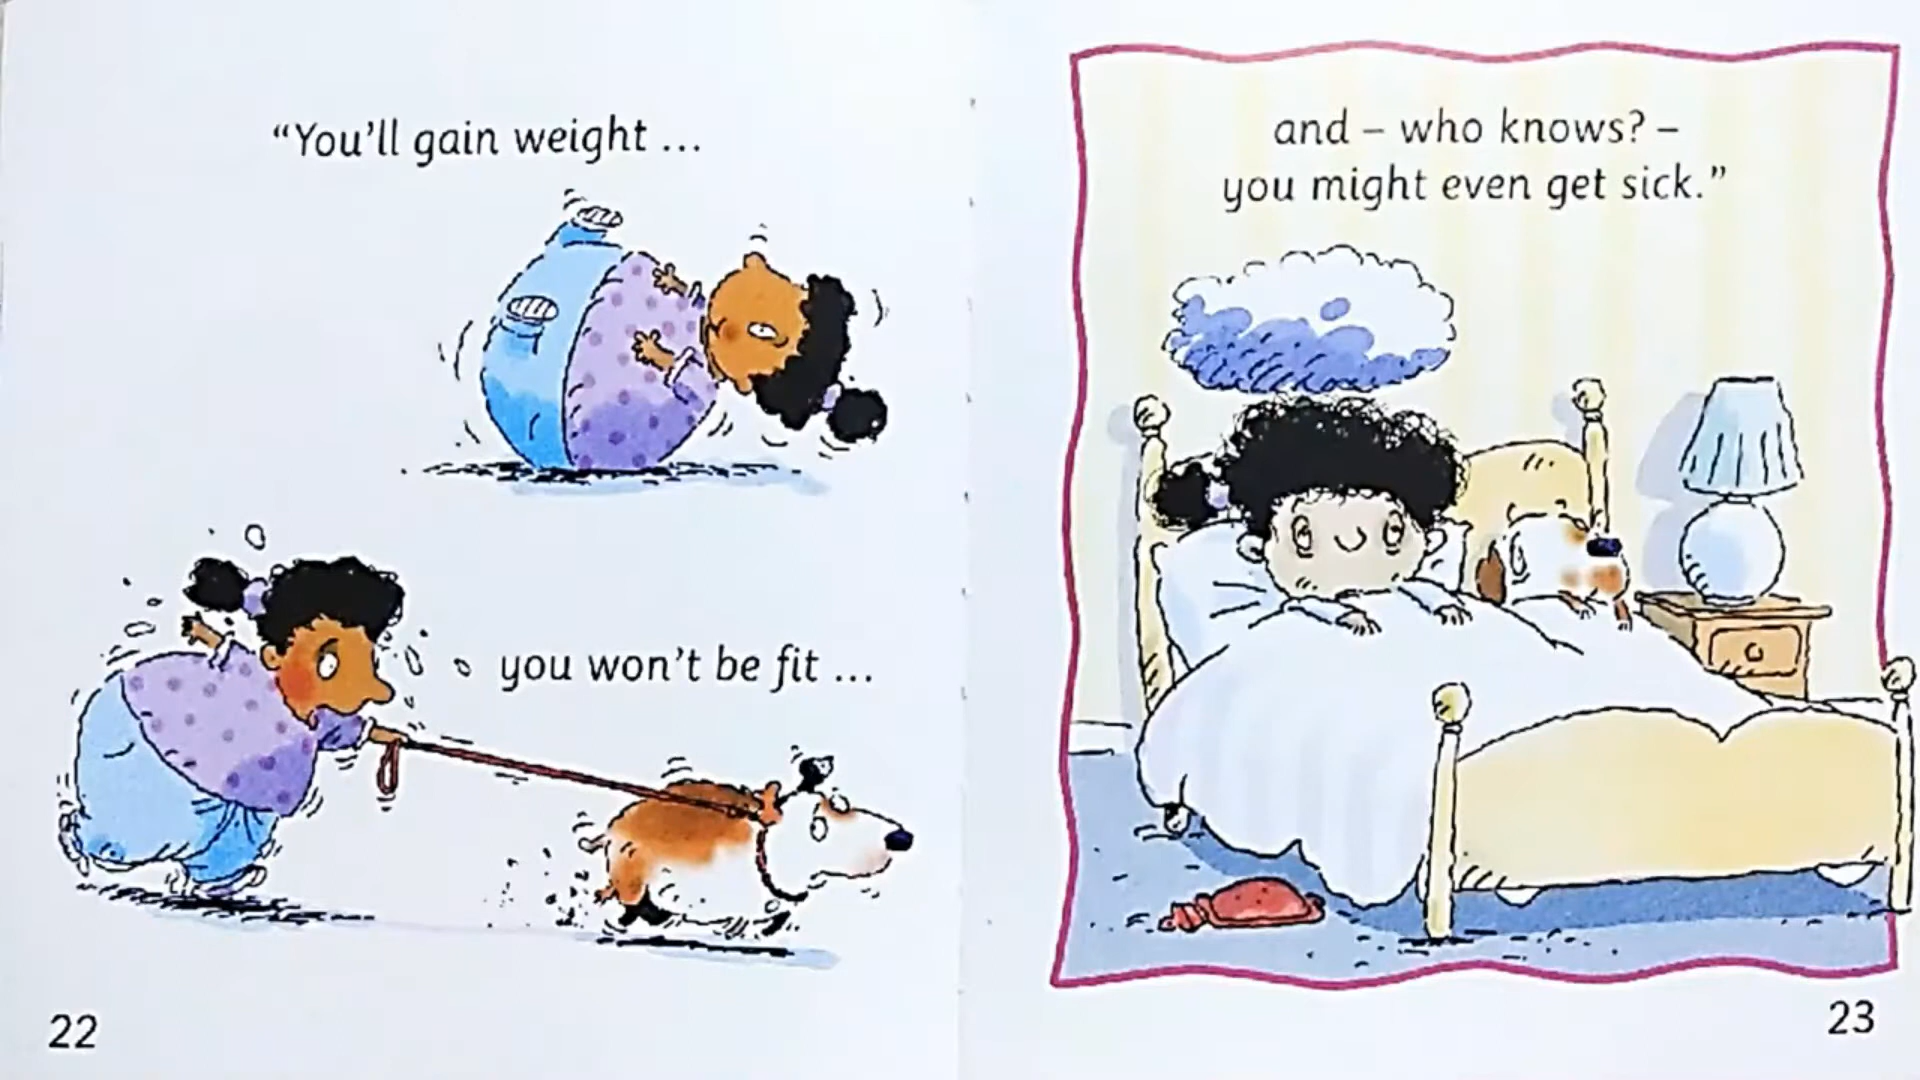 “You’ll gain weight ...
you won’t be fit ...
22
and – who knows? –
you might even get sick.”
23